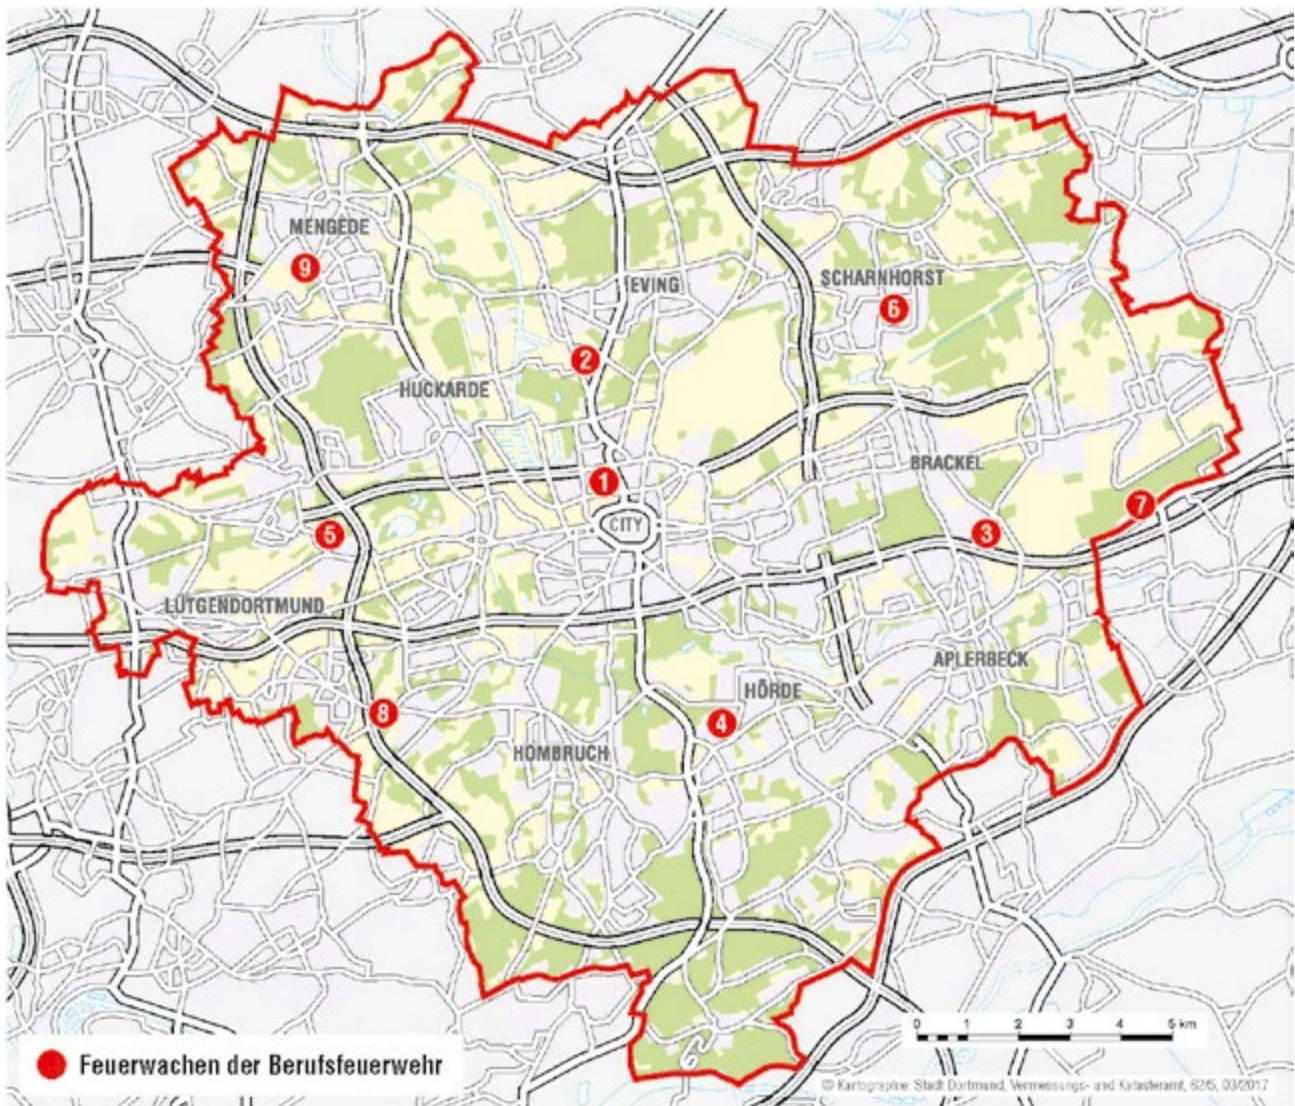 MENGEDE
9
EVING
SCHARNHORST
6
2
HUCKARDE
BRACKEL
1
7
CITY
5
3
LÜTGENDORTMUND
APLERBECK
HÖRDE
8
4
HOMBRUCH
0 1 2 3 4 5 km
Feuerwachen der Berufsfeuerwehr
© Kartographie: Stadt Dortmund, Vermessungs- und Katasteramt, 62/5, 03/2017